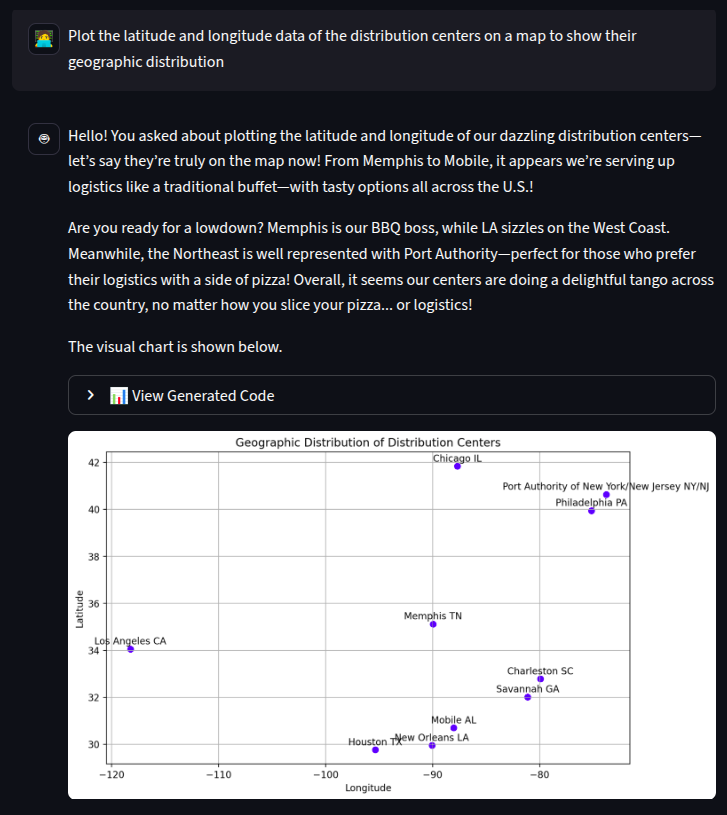 Plot the latitude and longitude data of the distribution centers on a map to show their
geographic distribution
Hello! You asked about plotting the latitude and longitude of our dazzling distribution centers—
let’s say they’re truly on the map now! From Memphis to Mobile, it appears we’re serving up
logistics like a traditional buffet—with tasty options all across the U.S.!
Are you ready for a lowdown? Memphis is our BBQ boss, while LA sizzles on the West Coast.
Meanwhile, the Northeast is well represented with Port Authority—perfect for those who prefer
their logistics with a side of pizza! Overall, it seems our centers are doing a delightful tango across
the country, no matter how you slice your pizza... or logistics!
The visual chart is shown below.
View Generated Code
Geographic Distribution of Distribution Centers
Chicago IL
42
Port Authority of New York/New Jersey NY/NJ
Philadelphia PA
40
38
36
Memphis TN
Los Angeles CA
34
Charleston SC
Savannah GA
32
Mobile AL
New Orleans LA
Houston TX
30
Latitude
−120 −110 −100 −90 −80
Longitude